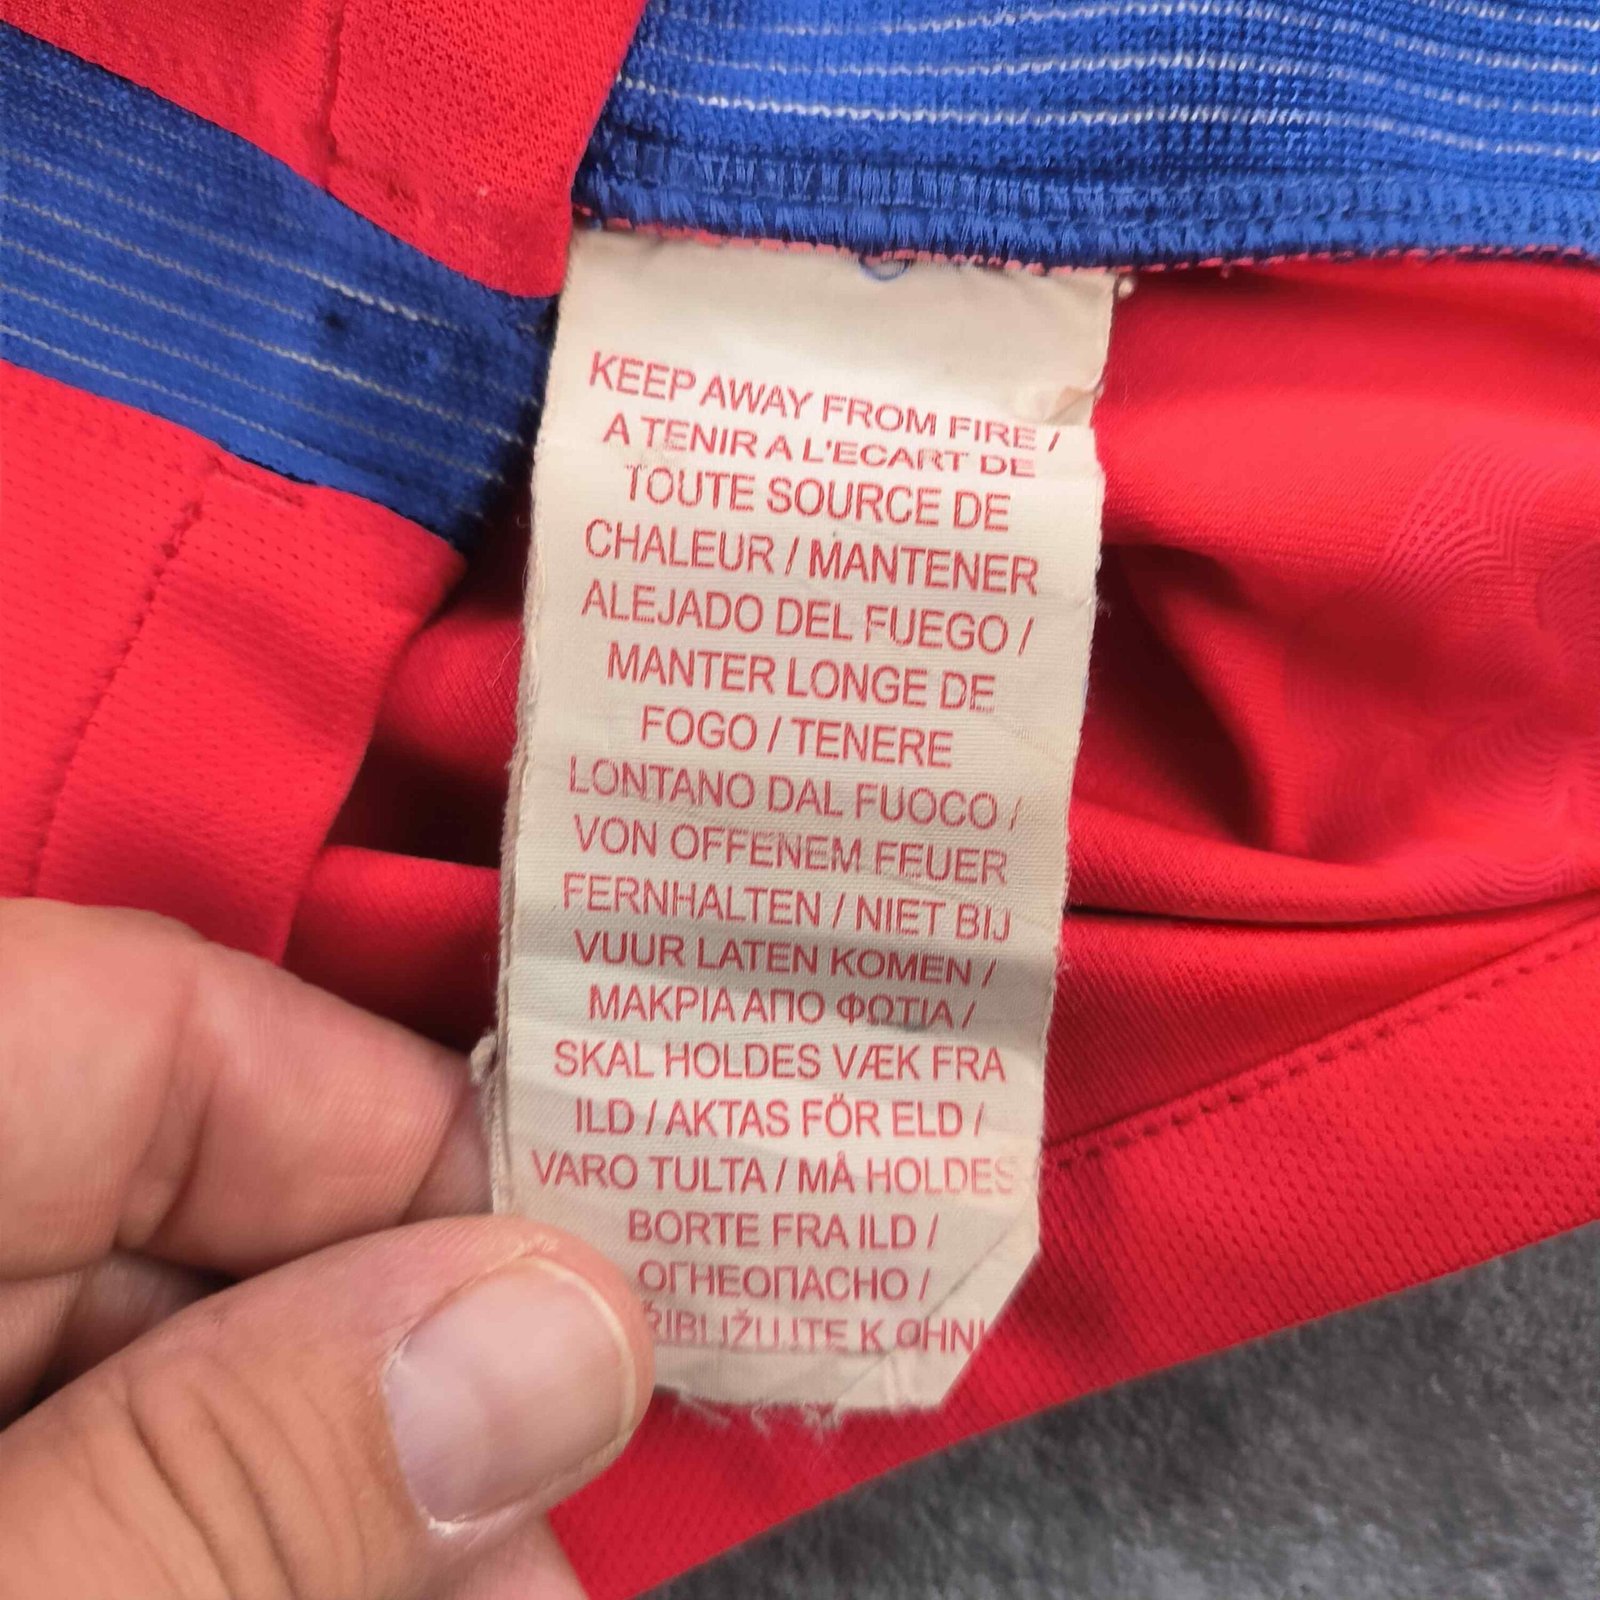 KEEP AWAY FROM FIRE /
A TENIR A L'ECART DE
TOUTE SOURCE DE
CHALEUR / MANTENER
ALEJADO DEL FUEGO /
MANTER LONGE DE
FOGO / TENERE
LONTANO DAL FUOCO /
VON OFFENEM FEUER
FERNHALTEN / NIET BIJ
VUUR LATEN KOMEN /
ΜΑΚΡΙΑ ΑΠΟ ΦΩΤΙΑ /
SKAL HOLDES VÆK FRA
ILD / AKTAS FÖR ELD /
VARO TULTA / MÅ HOLDES
BORTE FRA ILD /
ОГНЕОПАСНО /
K OHNI